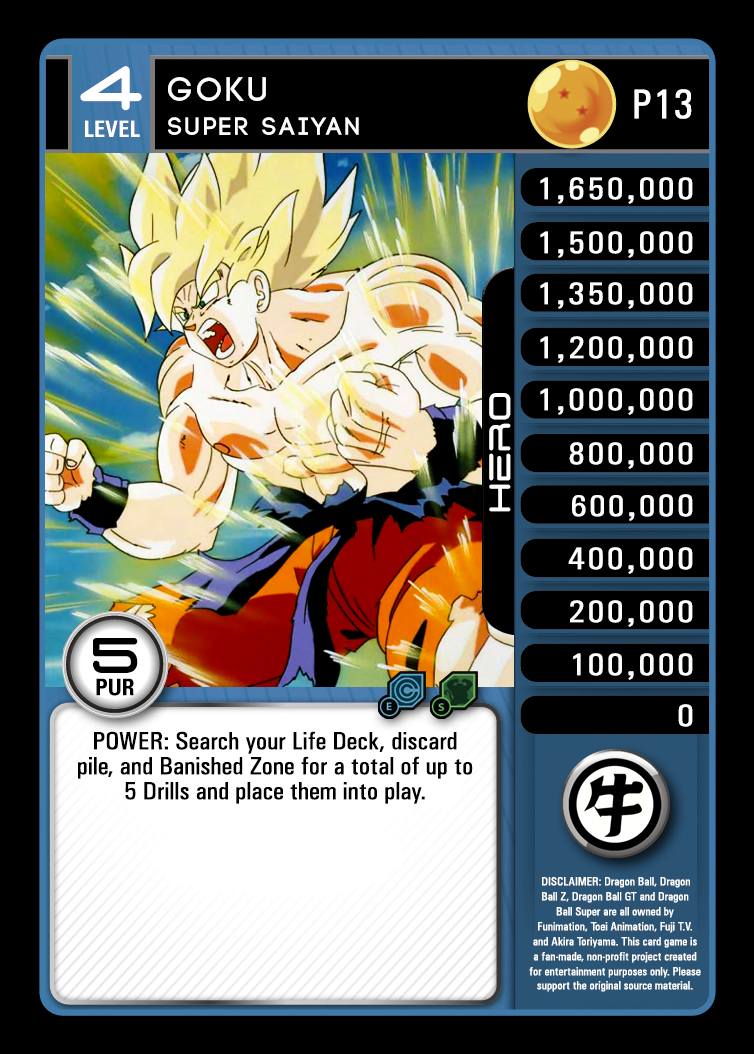 4
LEVEL
GOKU
SUPER SAIYAN
P13
1,650,000
1,500,000
1,350,000
1,200,000
1,000,000
800,000
600,000
400,000
200,000
100,000
0
HERO
5
PUR
E
S
POWER: Search your Life Deck, discard
pile, and Banished Zone for a total of up to
5 Drills and place them into play.
牛
DISCLAIMER: Dragon Ball, Dragon
Ball Z, Dragon Ball GT and Dragon
Ball Super are all owned by
Funimation, Toei Animation, Fuji T.V.
and Akira Toriyama. This card game is
a fan-made, non-profit project created
for entertainment purposes only. Please
support the original source material.